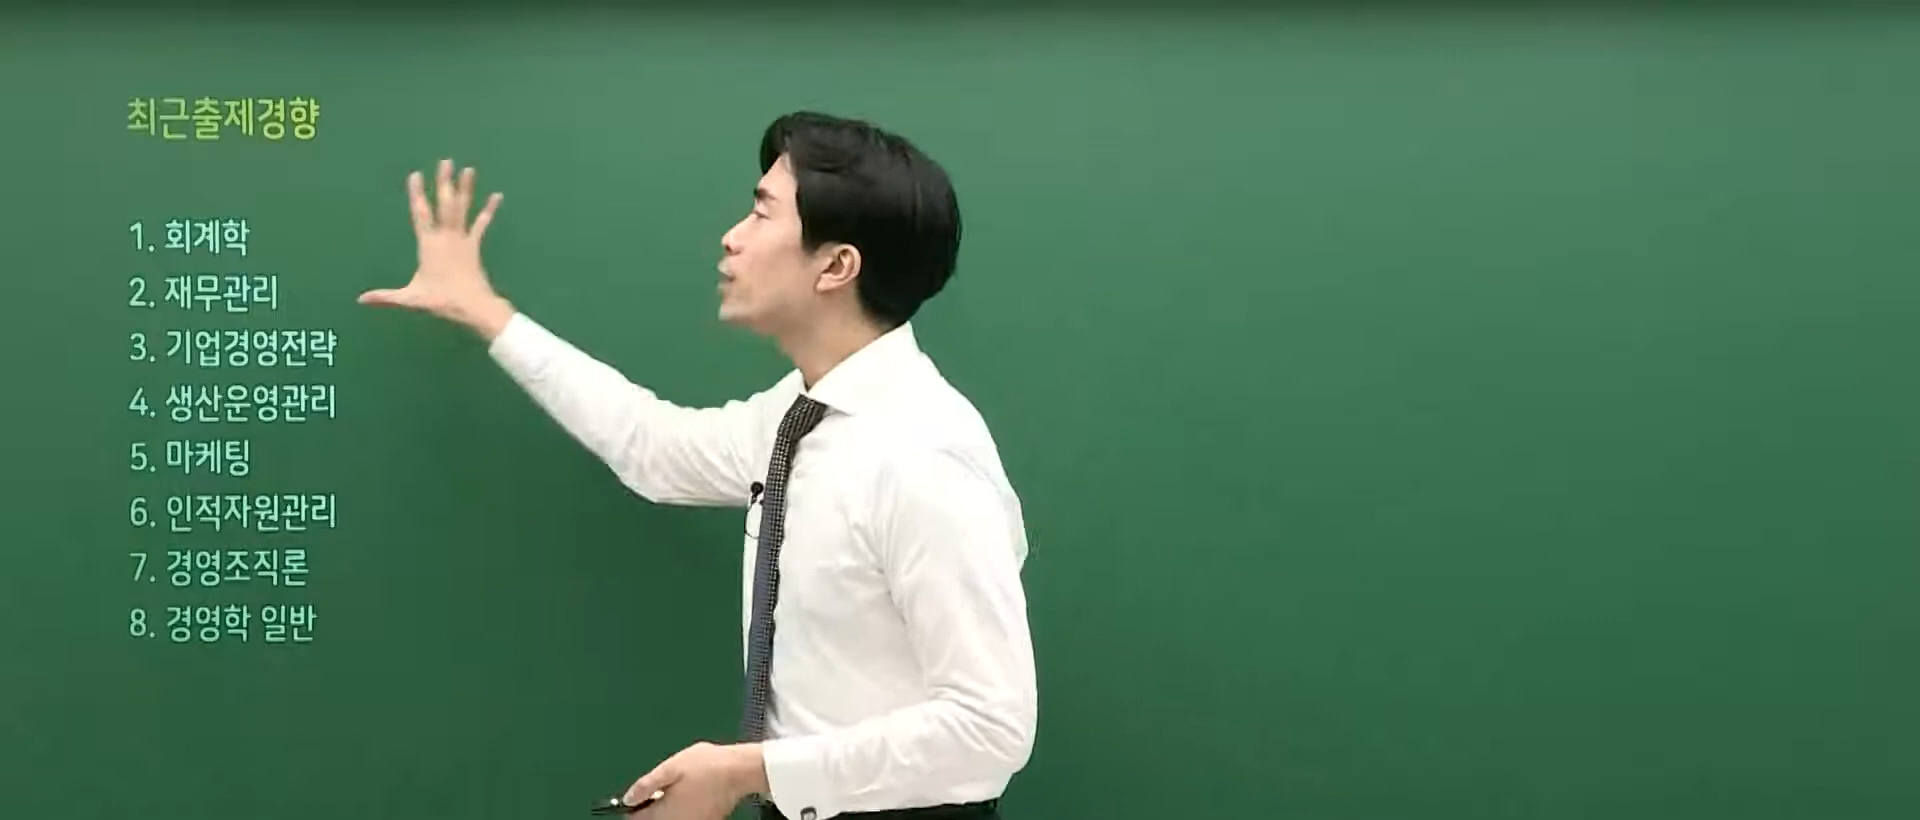 최근출제경향
1. 회계학
2. 재무관리
3. 기업경영전략
4. 생산운영관리
5. 마케팅
6. 인적자원관리
7. 경영조직론
8. 경영학 일반